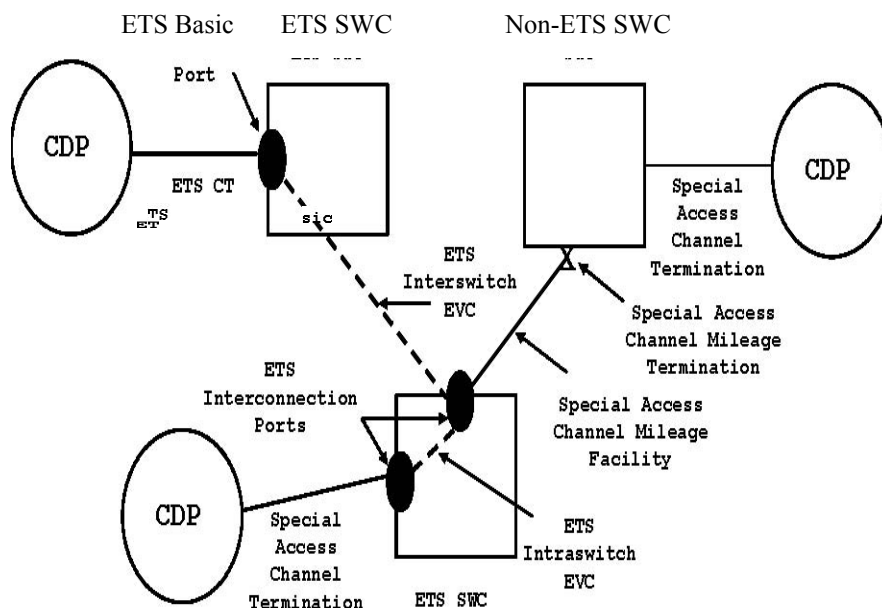 ETS Basic ETS SWC Non-ETS SWC
Port
CDP
ETS CT
sic
CDP
Special
Access
Channel
Termination
ETS
Interswitch
EVC
Special Access
Channel Mileage
Termination
ETS
Interconnection
Ports
Special Access
Channel Mileage
Facility
CDP
Special
Access
Channel
Termination
ETS
Intraswitch
EVC
ETS SWC